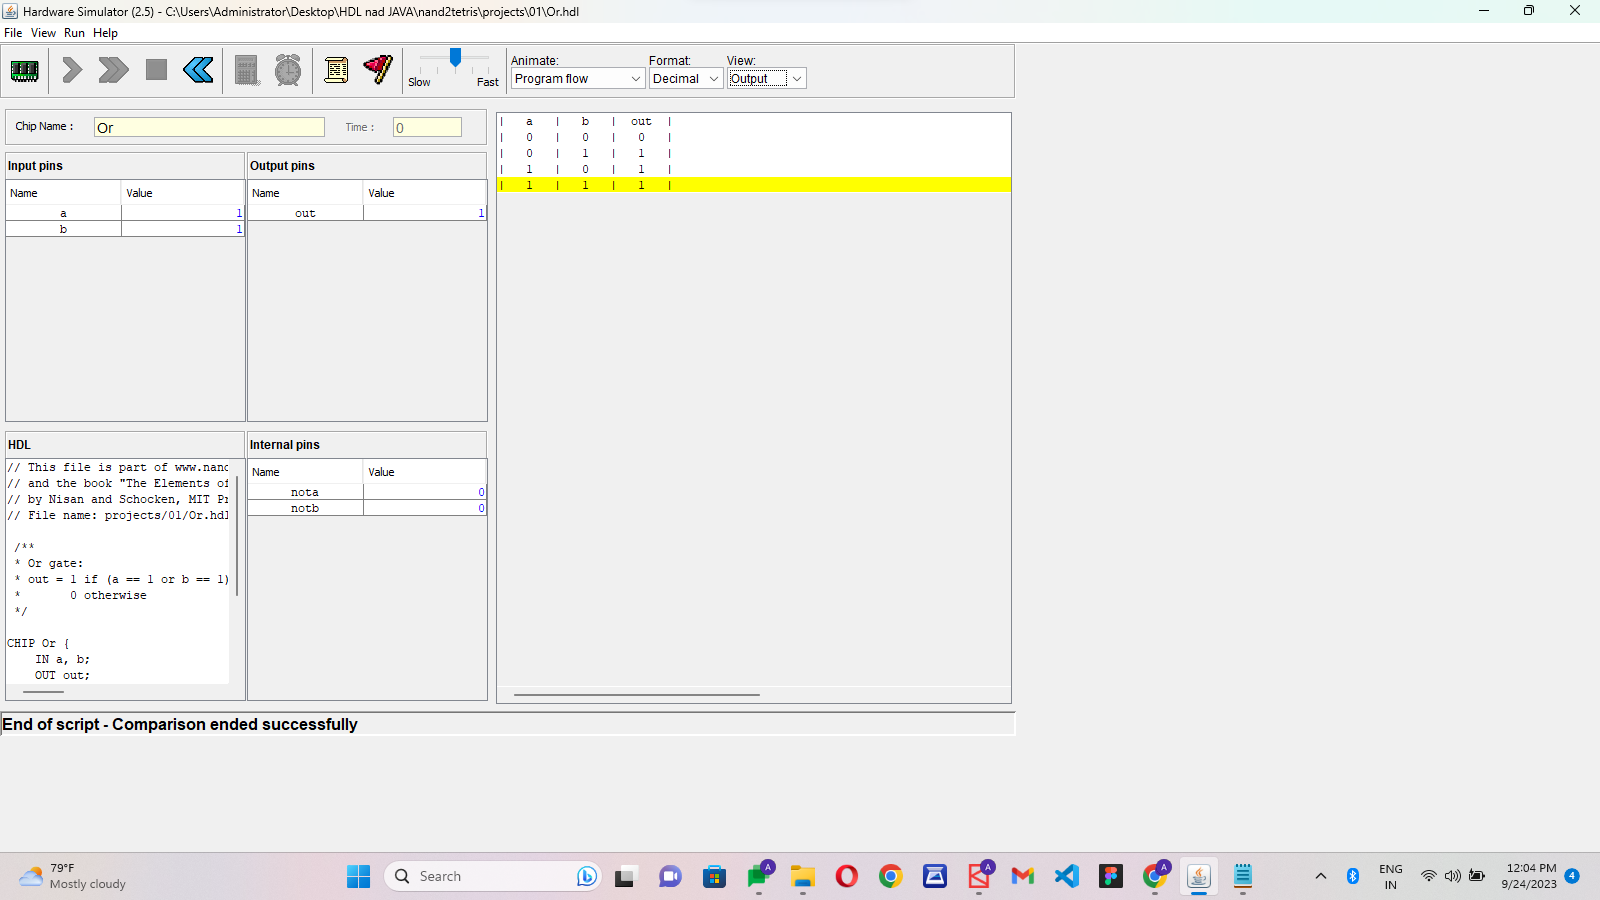 Hardware Simulator (2.5) - C:\Users\Administrator\Desktop\HDL nad JAVA\nand2tetris\projects\01\Or.hdl
File View Run Help
Slow Fast
Animate: Format: View:
Program flow Decimal Output
Chip Name : Or Time : 0
Input pins
Name Value
a 1
b 1
Output pins
Name Value
out 1
HDL
// This file is part of www.nand
// and the book "The Elements of
// by Nisan and Schocken, MIT Pr
// File name: projects/01/Or.hdl
/**
* Or gate:
* out = 1 if (a == 1 or b == 1)
* 0 otherwise
*/
CHIP Or {
IN a, b;
OUT out;
Internal pins
Name Value
nota 0
notb 0
| a | b | out |
| 0 | 0 | 0 |
| 0 | 1 | 1 |
| 1 | 0 | 1 |
| 1 | 1 | 1 |
End of script - Comparison ended successfully
79°F
Mostly cloudy
Search
A
A
A
ENG
IN
12:04 PM
9/24/2023
4